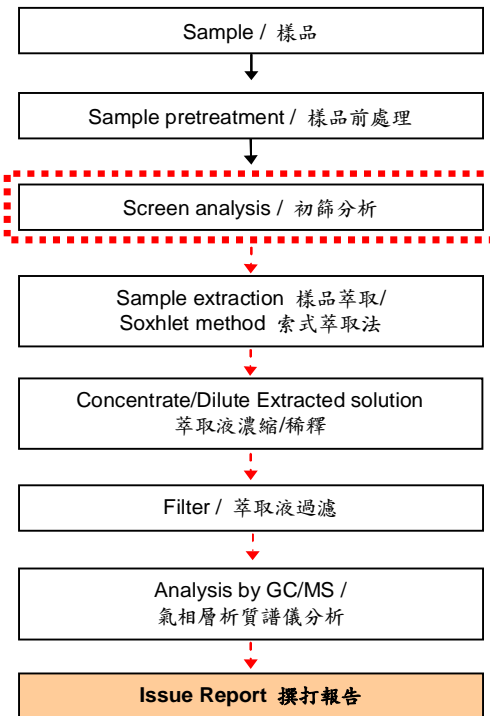 Sample / 樣品
Sample pretreatment / 樣品前處理
Screen analysis / 初篩分析
Sample extraction 樣品萃取/
Soxhlet method 索式萃取法
Concentrate/Dilute Extracted solution
萃取液濃縮/稀釋
Filter / 萃取液過濾
Analysis by GC/MS /
氣相層析質譜儀分析
Issue Report 撰打報告